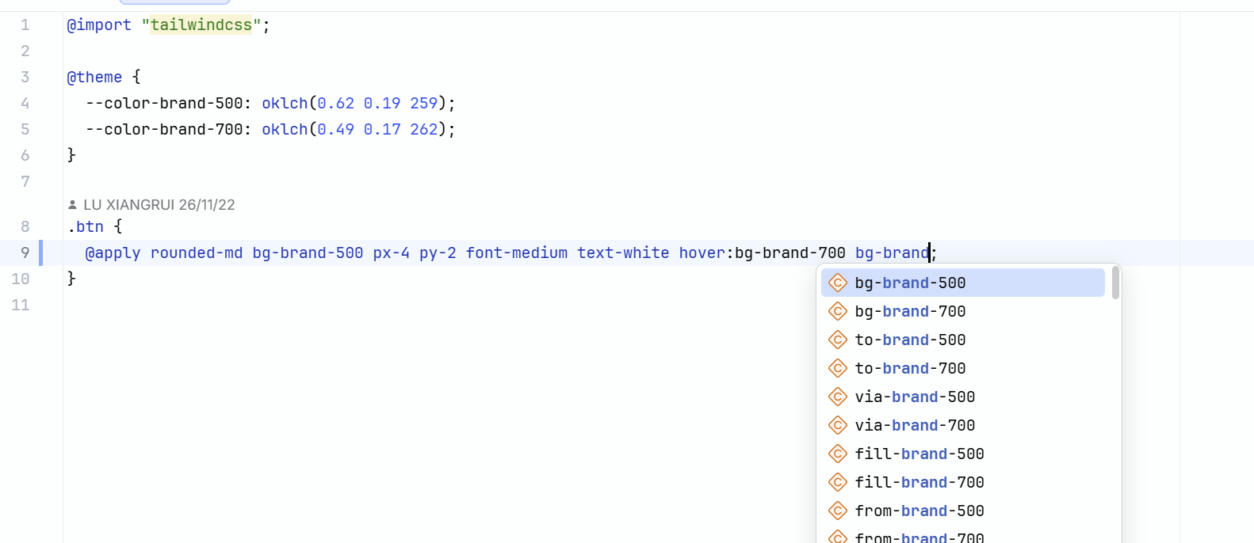 1 @import "tailwindcss";
2
3 @theme {
4 --color-brand-500: oklch(0.62 0.19 259);
5 --color-brand-700: oklch(0.49 0.17 262);
6 }
7
LU XIANGRUI 26/11/22
8 .btn {
9 @apply rounded-md bg-brand-500 px-4 py-2 font-medium text-white hover:bg-brand-700 bg-brand;
10 }
11
bg-brand-500
bg-brand-700
to-brand-500
to-brand-700
via-brand-500
via-brand-700
fill-brand-500
fill-brand-700
from-brand-500
from-brand-700